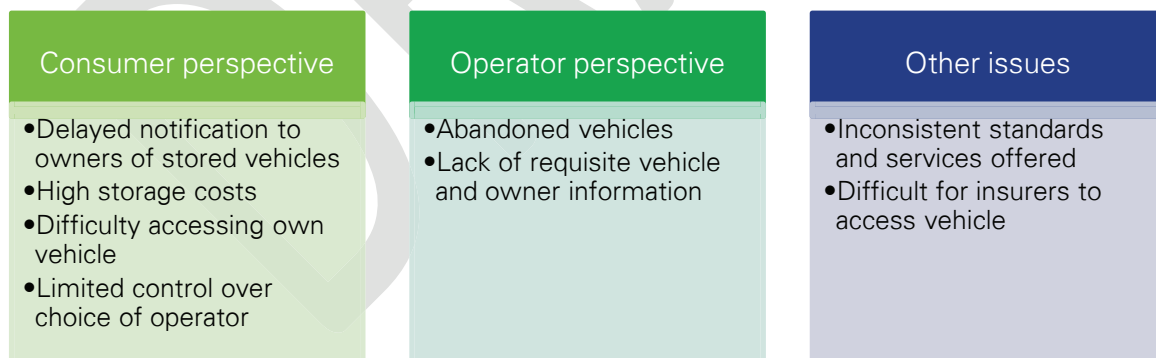 Consumer perspective
•Delayed notification to
owners of stored vehicles
•High storage costs
•Difficulty accessing own
vehicle
•Limited control over
choice of operator
Operator perspective
•Abandoned vehicles
•Lack of requisite vehicle
and owner information
Other issues
•Inconsistent standards
and services offered
•Difficult for insurers to
access vehicle